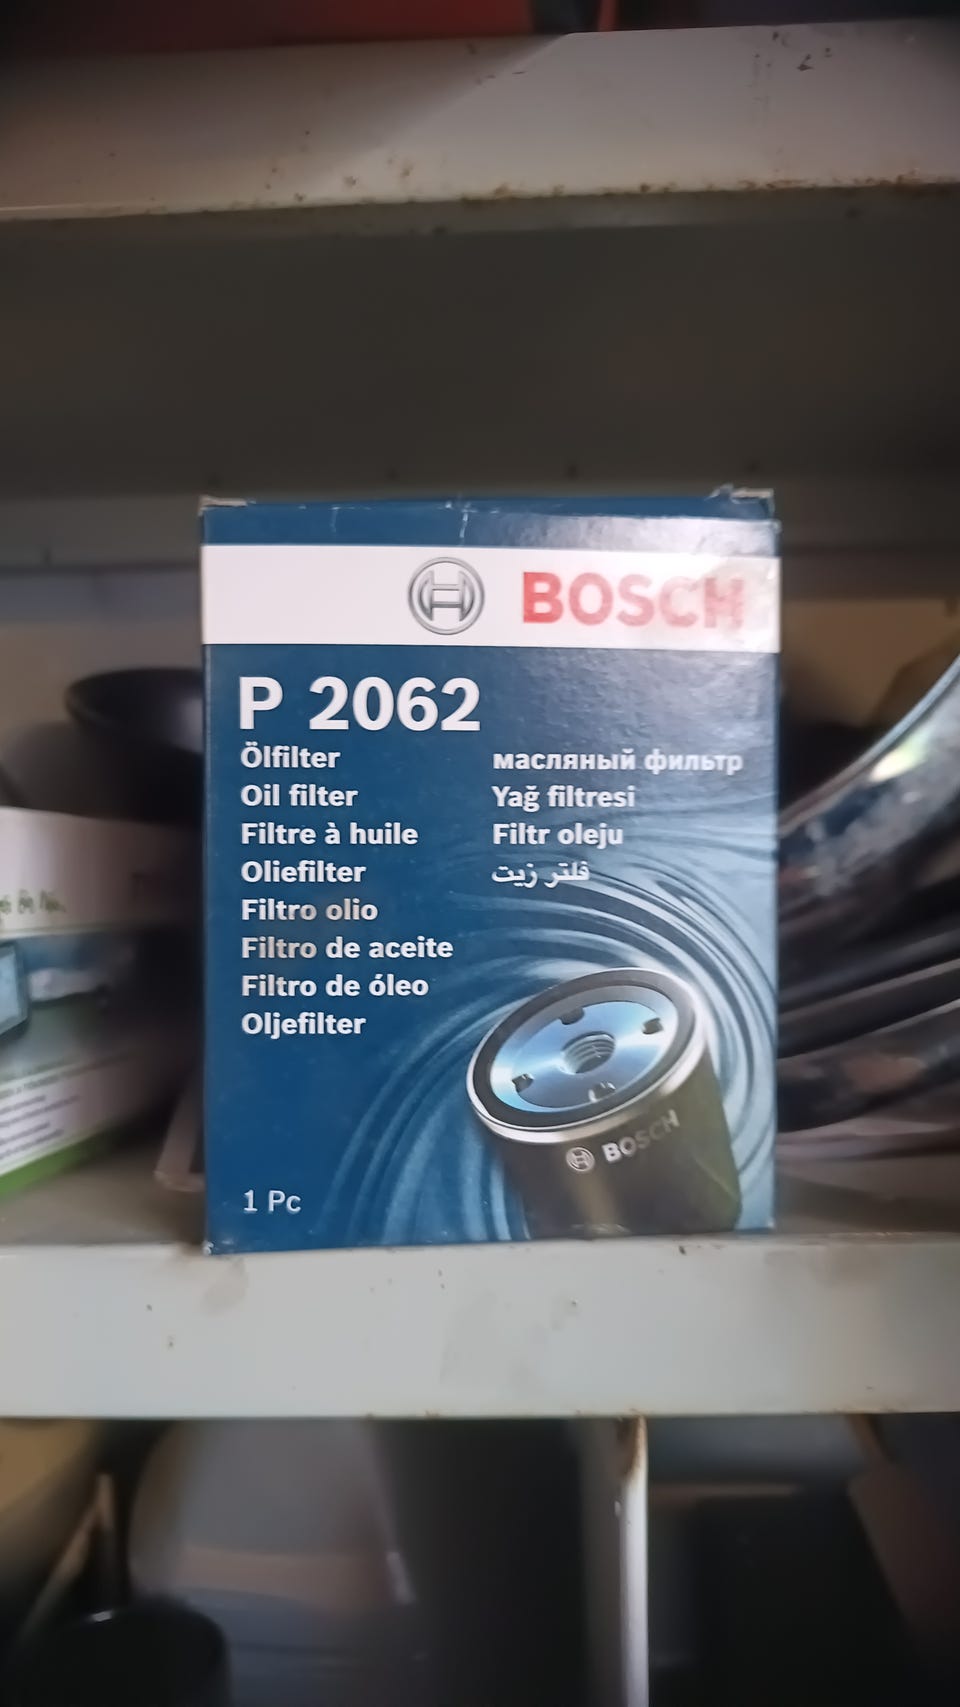 BOSCH
P 2062
Ölfilter
Oil filter
Filtre à huile
Oliefilter
Filtro olio
Filtro de aceite
Filtro de óleo
Oljefilter
масляный фильтр
Yağ filtresi
Filtr oleju
فلتر زيت
BOSCH
1 Pc